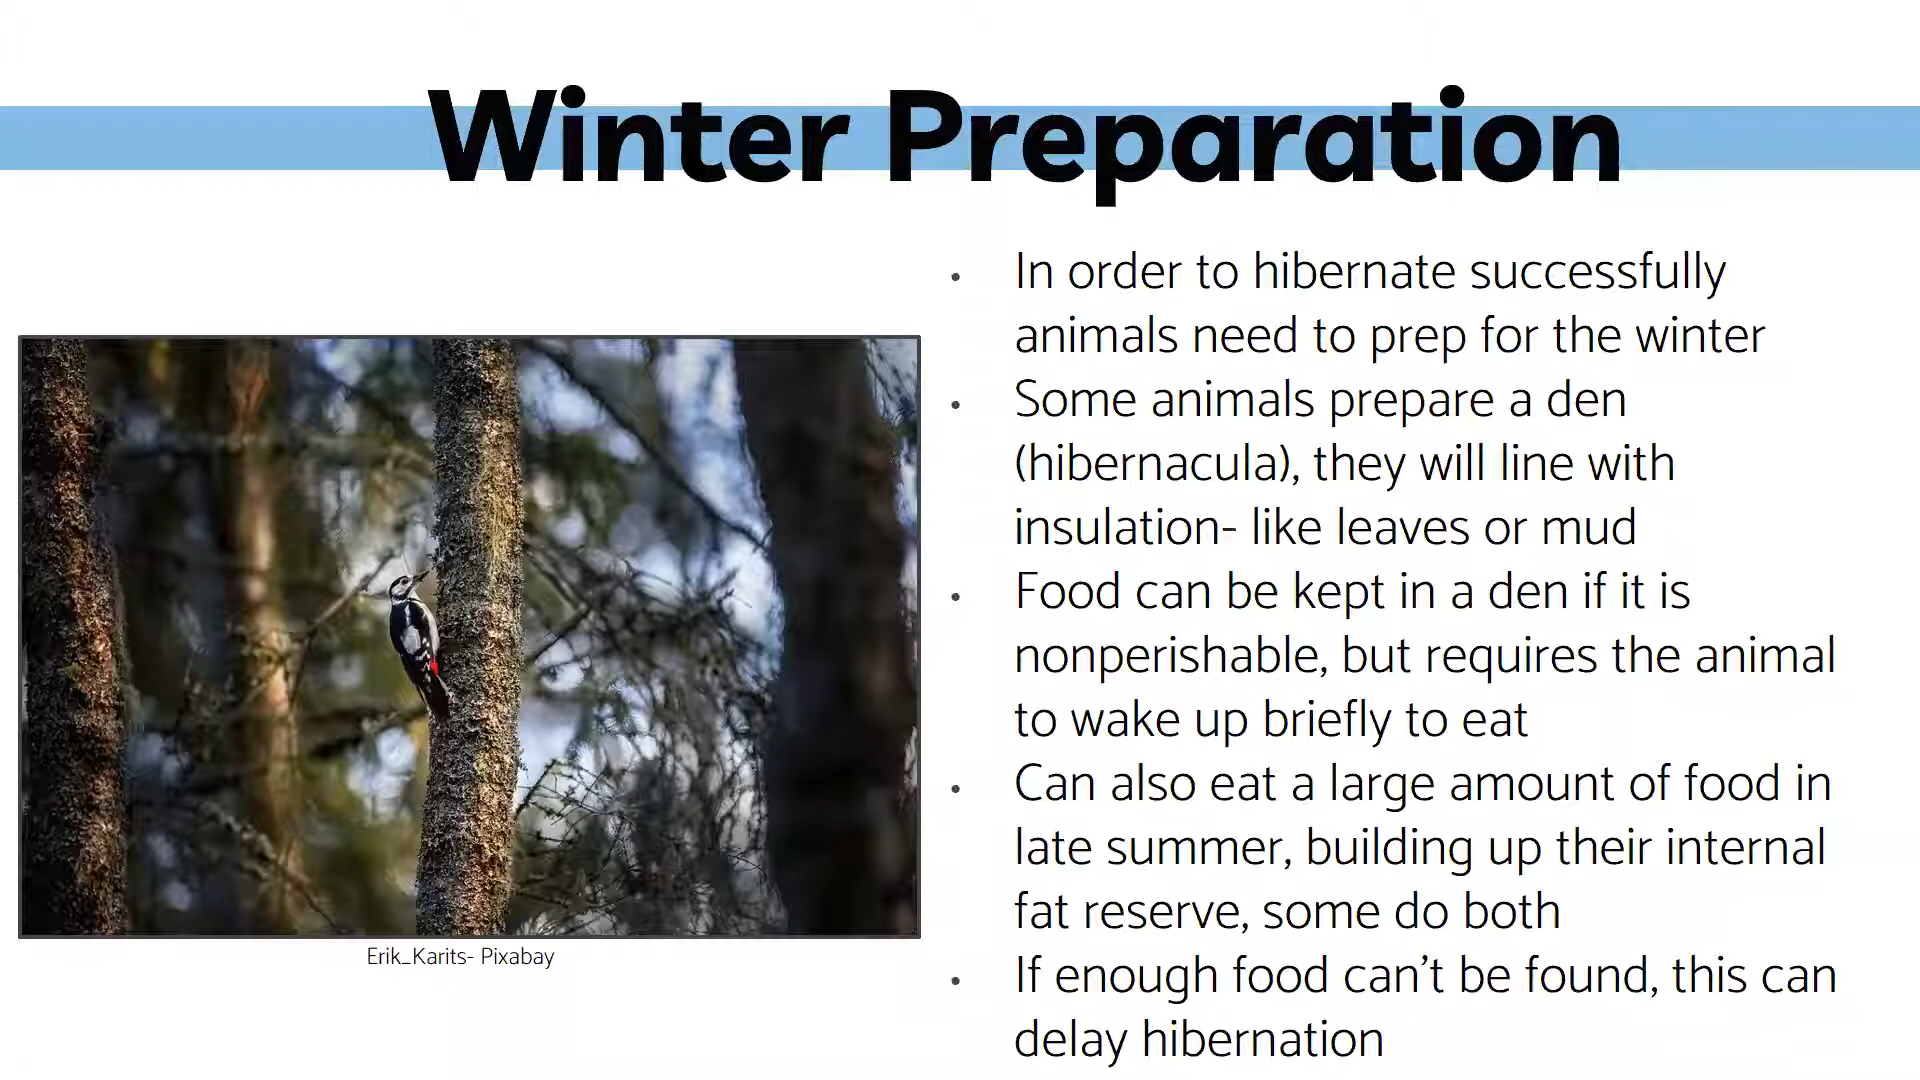 Winter Preparation
In order to hibernate successfully
animals need to prep for the winter
Some animals prepare a den
(hibernacula), they will line with
insulation- like leaves or mud
Food can be kept in a den if it is
nonperishable, but requires the animal
to wake up briefly to eat
Can also eat a large amount of food in
late summer, building up their internal
fat reserve, some do both
If enough food can’t be found, this can
delay hibernation
Erik_Karits- Pixabay